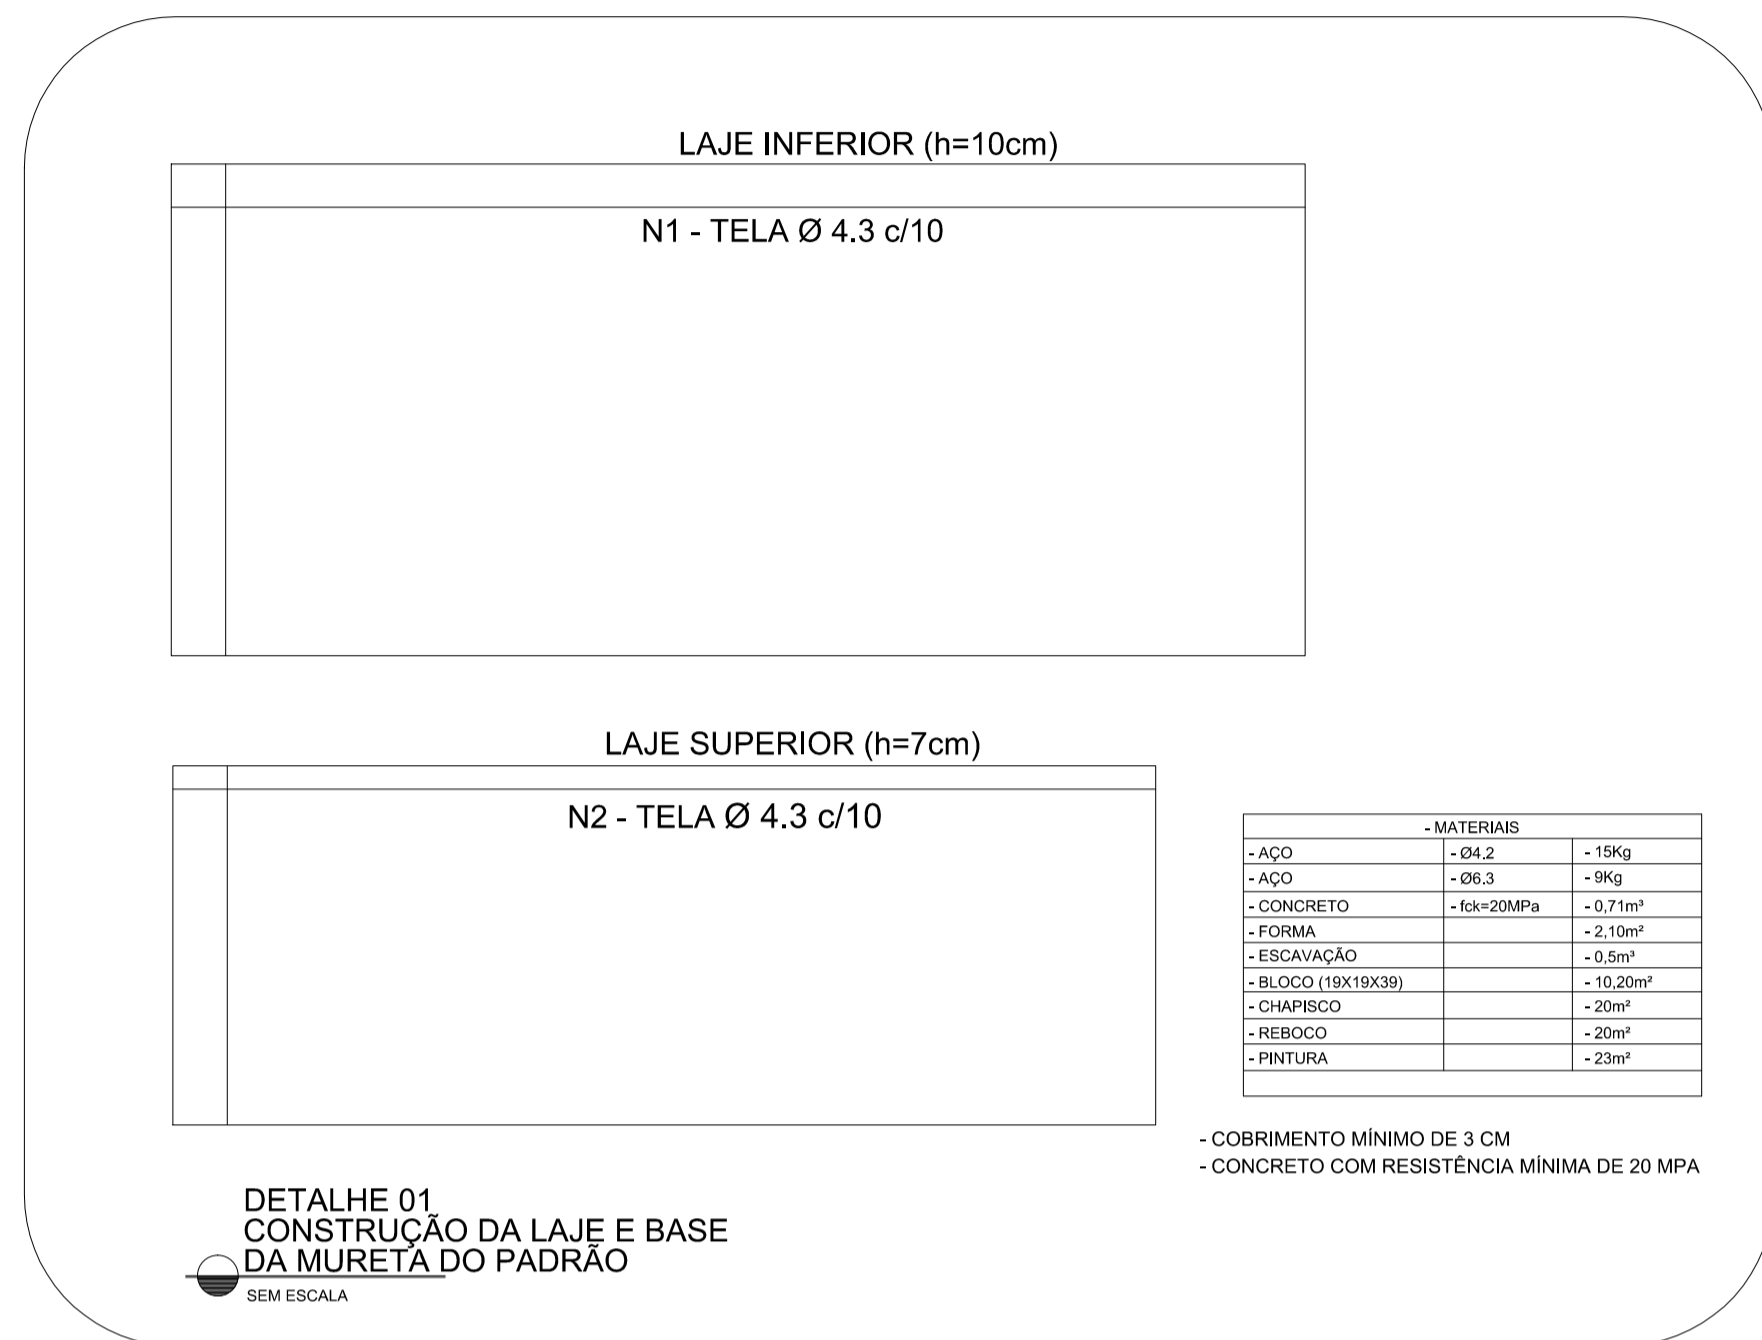 LAJE INFERIOR (h=10cm)
N1 - TELA Ø 4.3 c/10
LAJE SUPERIOR (h=7cm)
N2 - TELA Ø 4.3 c/10
- MATERIAIS
- AÇO - Ø4.2 - 15Kg
- AÇO - Ø6.3 - 9Kg
- CONCRETO - fck=20MPa - 0,71m³
- FORMA - 2,10m²
- ESCAVAÇÃO - 0,5m³
- BLOCO (19X19X39) - 10,20m²
- CHAPISCO - 20m²
- REBOCO - 20m²
- PINTURA - 23m²
- COBRIMENTO MÍNIMO DE 3 CM
- CONCRETO COM RESISTÊNCIA MÍNIMA DE 20 MPA
DETALHE 01
CONSTRUÇÃO DA LAJE E BASE
DA MURETA DO PADRÃO
SEM ESCALA